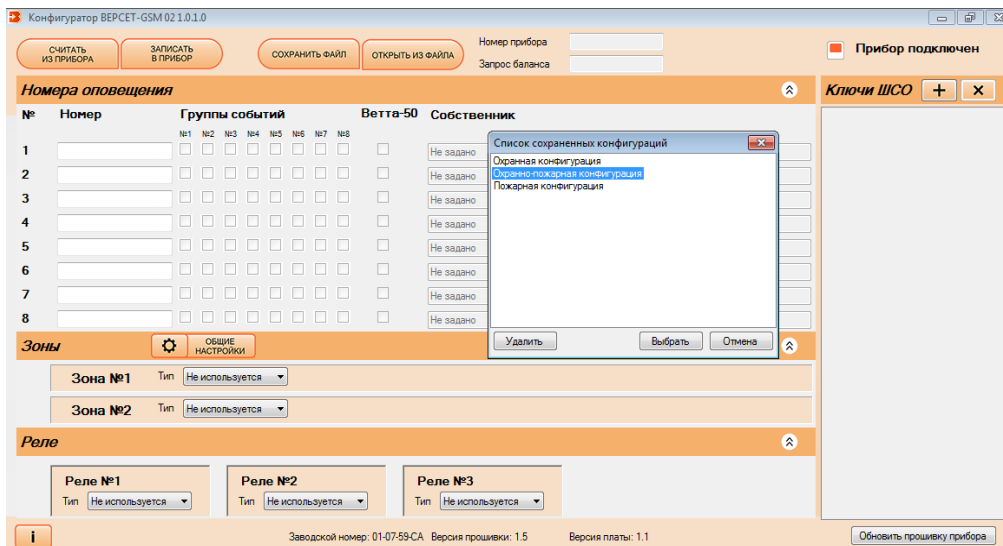 Конфигуратор ВЕРСЕТ-GSM 02 1.0.1.0
СЧИТАТЬ ИЗ ПРИБОРА
ЗАПИСАТЬ В ПРИБОР
СОХРАНИТЬ ФАЙЛ
ОТКРЫТЬ ИЗ ФАЙЛА
Номер прибора
Запрос баланса
Прибор подключен
Номера оповещения
Ключи ШСО
№ Номер Группы событий Ветта-50 Собственник
№1 №2 №3 №4 №5 №6 №7 №8
1 Не задано
2 Не задано
3 Не задано
4 Не задано
5 Не задано
6 Не задано
7 Не задано
8 Не задано
Список сохраненных конфигураций
Охранная конфигурация
Охранно-пожарная конфигурация
Пожарная конфигурация
Удалить Выбрать Отмена
Зоны
ОБЩИЕ НАСТРОЙКИ
Зона №1 Тип Не используется
Зона №2 Тип Не используется
Реле
Реле №1
Тип Не используется
Реле №2
Тип Не используется
Реле №3
Тип Не используется
i
Заводской номер: 01-07-59-CA Версия прошивки: 1.5 Версия платы: 1.1
Обновить прошивку прибора